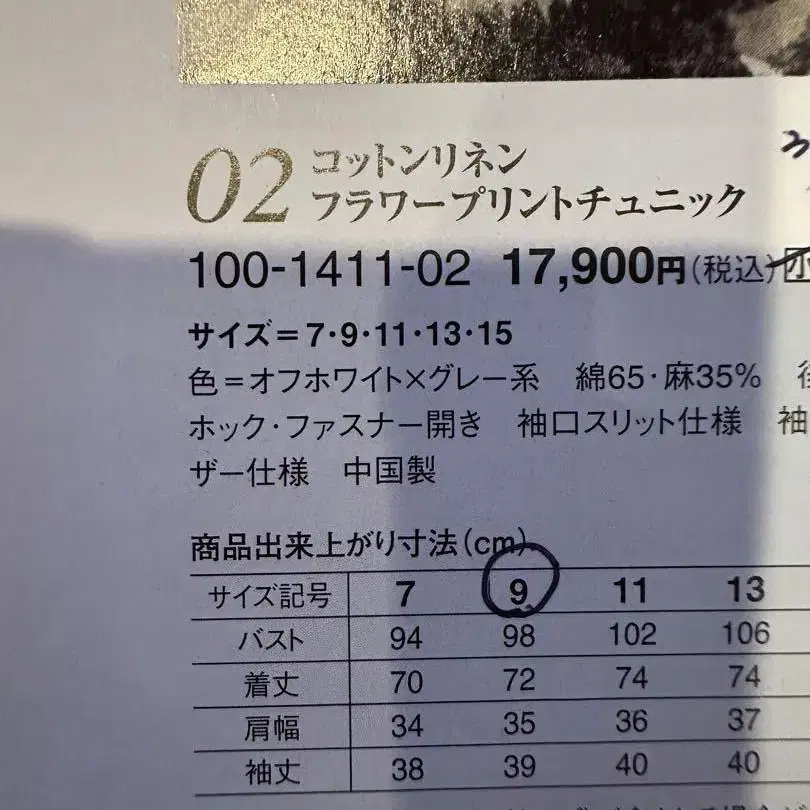 02 コットンリネン
フラワープリントチュニック
100-1411-02 17,900円(税込)
サイズ=7・9・11・13・15
色=オフホワイト×グレー系 綿65・麻35%
ホック・ファスナー開き 袖口スリット仕様 袖
ザー仕様 中国製
商品出来上がり寸法(cm)
サイズ記号 7 9 11 13
バスト 94 98 102 106
着丈 70 72 74 74
肩幅 34 35 36 37
袖丈 38 39 40 40